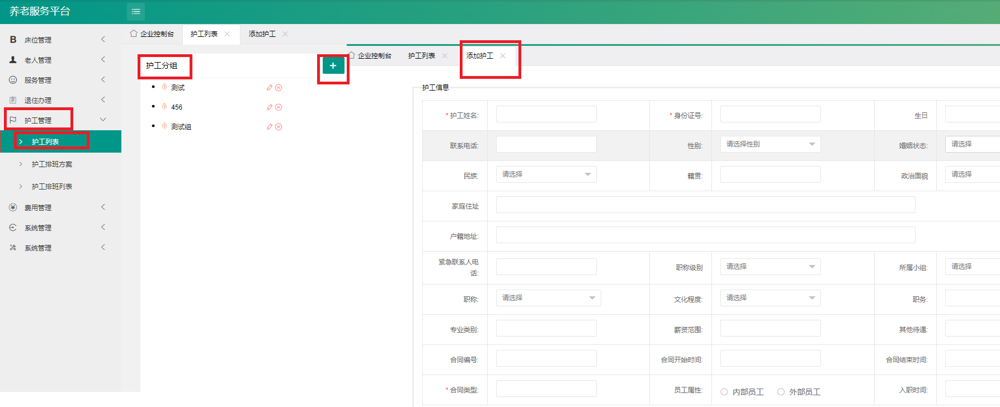 养老服务平台
企业控制台 护工列表 添加护工
B 床位管理
老人管理
服务管理
退住办理
护工管理
护工列表
护工排班方案
护工排班列表
费用管理
系统管理
系统管理
护工分组 +
测试
456
测试组
企业控制台 护工列表 添加护工
护工信息
* 护工姓名: * 身份证号: 生日
联系电话: 性别: 请选择性别 婚姻状态: 请选择
民族: 请选择 籍贯: 政治面貌 请选择
家庭住址
户籍地址:
紧急联系人电
话: 职称级别 请选择 所属小组: 请选择
职称: 请选择 文化程度: 请选择 职务:
专业类别: 薪资范围: 其他待遇:
合同编号: 合同开始时间: 合同结束时间:
* 合同类型: 员工属性: 内部员工 外部员工 入职时间: